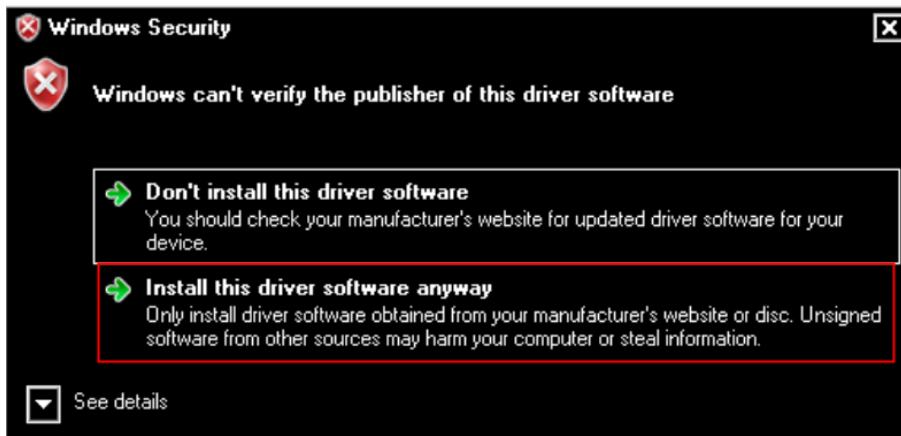 Windows Security
Windows can't verify the publisher of this driver software
Don't install this driver software
You should check your manufacturer's website for updated driver software for your
device.
Install this driver software anyway
Only install driver software obtained from your manufacturer's website or disc. Unsigned
software from other sources may harm your computer or steal information.
See details